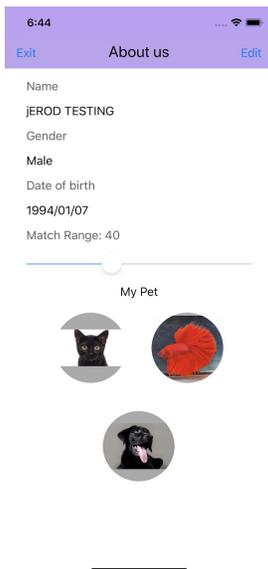 6:44
Exit About us Edit
Name
jEROD TESTING
Gender
Male
Date of birth
1994/01/07
Match Range: 40
My Pet